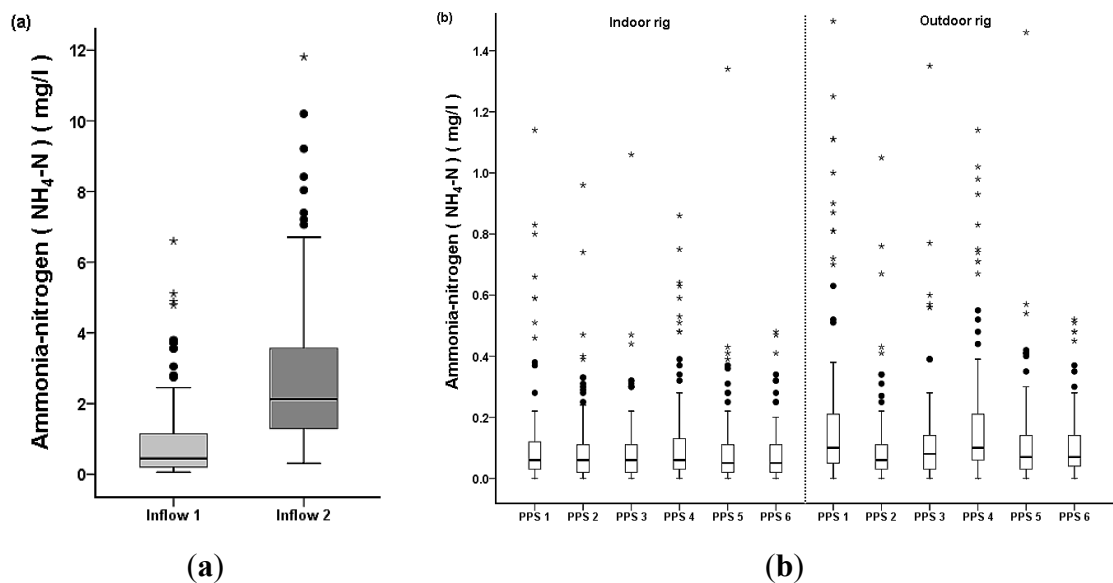 (a)
Ammonia-nitrogen ( NH₄-N ) ( mg/l )
12
10
8
6
4
2
0
Inflow 1
Inflow 2
(a)
(b)
Indoor rig
Outdoor rig
Ammonia-nitrogen ( NH₄-N ) ( mg/l )
1.4
1.2
1.0
0.8
0.6
0.4
0.2
0.0
PPS 1 PPS 2 PPS 3 PPS 4 PPS 5 PPS 6 PPS 1 PPS 2 PPS 3 PPS 4 PPS 5 PPS 6
(b)